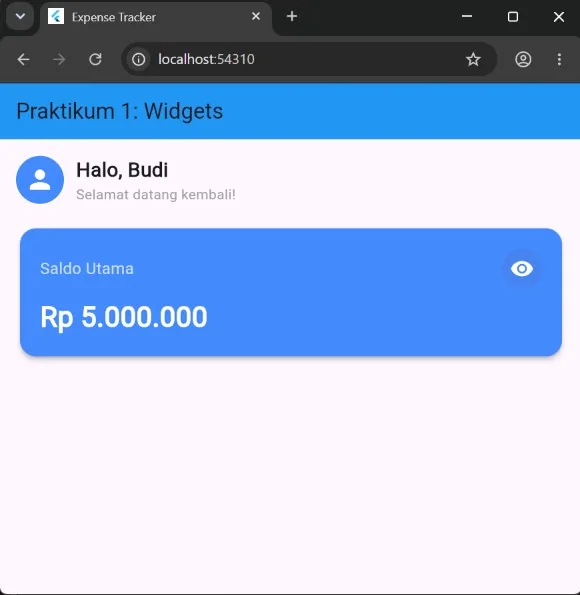 Expense Tracker
localhost:54310
Praktikum 1: Widgets
Halo, Budi
Selamat datang kembali!
Saldo Utama
Rp 5.000.000